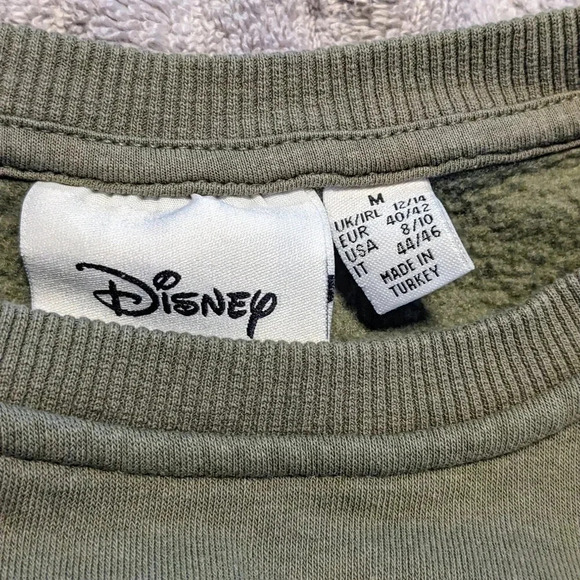 Disney
M
UK/IRL 12/14
EUR 40/42
USA 8/10
IT 44/46
MADE IN
TURKEY